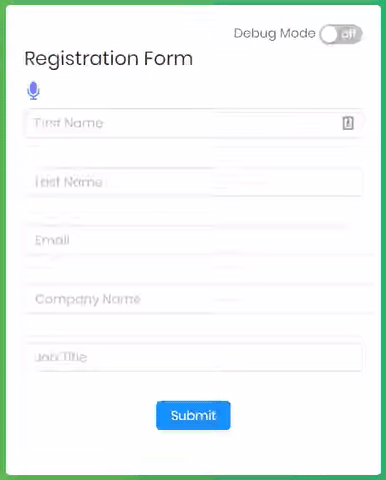 Debug Mode off
Registration Form
First Name
Last Name
Email
Company Name
Job Title
Submit